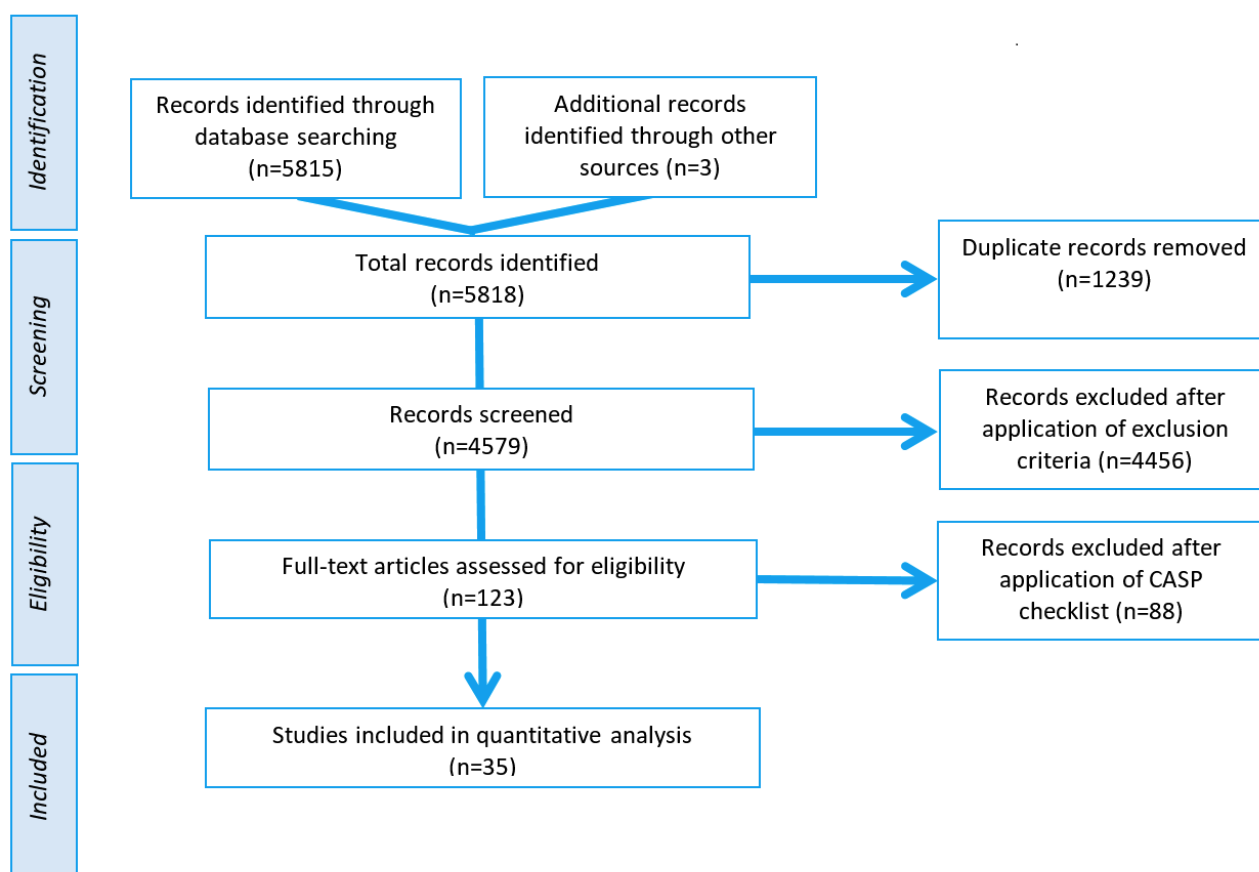 Identification
Records identified through
database searching
(n=5815)
Additional records
identified through other
sources (n=3)
Screening
Total records identified
(n=5818)
Duplicate records removed
(n=1239)
Records screened
(n=4579)
Records excluded after
application of exclusion
criteria (n=4456)
Eligibility
Full-text articles assessed for eligibility
(n=123)
Records excluded after
application of CASP
checklist (n=88)
Included
Studies included in quantitative analysis
(n=35)